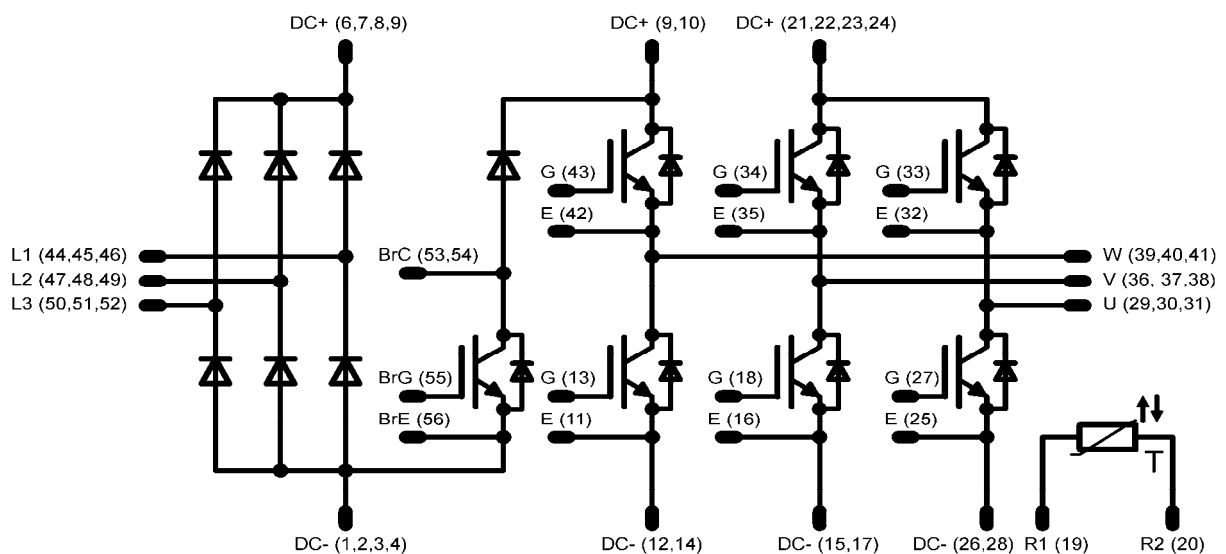 DC+ (6,7,8,9)
DC+ (9,10)
DC+ (21,22,23,24)
G (43)
G (34)
G (33)
E (42)
E (35)
E (32)
L1 (44,45,46)
BrC (53,54)
W (39,40,41)
L2 (47,48,49)
V (36, 37,38)
L3 (50,51,52)
U (29,30,31)
BrG (55)
G (13)
G (18)
G (27)
BrE (56)
E (11)
E (16)
E (25)
T
DC- (1,2,3,4)
DC- (12,14)
DC- (15,17)
DC- (26,28)
R1 (19)
R2 (20)